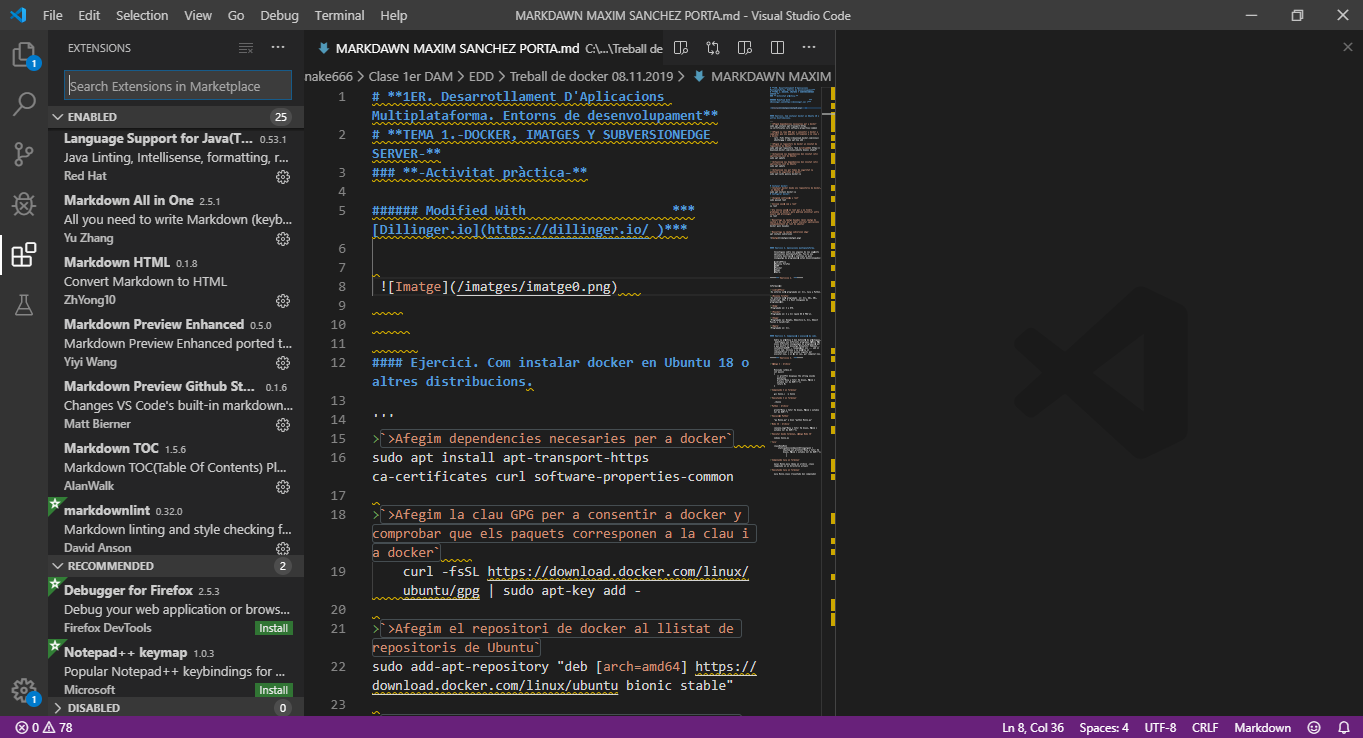 File Edit Selection View Go Debug Terminal Help MARKDAWN MAXIM SANCHEZ PORTA.md - Visual Studio Code
EXTENSIONS
Search Extensions in Marketplace
ENABLED 25
Language Support for Java(T... 0.53.1
Java Linting, Intellisense, formatting, r...
Red Hat
Markdown All in One 2.5.1
All you need to write Markdown (keyb...
Yu Zhang
Markdown HTML 0.1.8
Convert Markdown to HTML
ZhYong10
Markdown Preview Enhanced 0.5.0
Markdown Preview Enhanced ported t...
Yiyi Wang
Markdown Preview Github St... 0.1.6
Changes VS Code's built-in markdown...
Matt Bierner
Markdown TOC 1.5.6
Markdown TOC(Table Of Contents) Pl...
AlanWalk
markdownlint 0.32.0
Markdown linting and style checking f...
David Anson
RECOMMENDED 2
Debugger for Firefox 2.5.3
Debug your web application or brows...
Firefox DevTools Install
Notepad++ keymap 1.0.3
Popular Notepad++ keybindings for ...
Microsoft Install
DISABLED 0
1
1
MARKDAWN MAXIM SANCHEZ PORTA.md C:\...\Treball de
nake666 > Clase 1er DAM > EDD > Treball de docker 08.11.2019 > MARKDAWN MAXIM
1 # **1ER. Desarrotllament D'Aplicacions
Multiplataforma. Entorns de desenvolupament**
2 # **TEMA 1.-DOCKER, IMATGES Y SUBVERSIONEDGE
SERVER-**
3 ### **-Activitat pràctica-**
4
5 ###### Modified With ***
[Dillinger.io](https://dillinger.io/ )***
6
7
8 ![Imatge](/imatges/imatge0.png)
9
10
11
12 #### Ejercici. Com instalar docker en Ubuntu 18 o
altres distribucions.
13
14 ...
15 >`>Afegim dependencies necesaries per a docker`
16 sudo apt install apt-transport-https
ca-certificates curl software-properties-common
17
18 >`>Afegim la clau GPG per a consentir a docker y
comprobar que els paquets corresponen a la clau i
a docker`
19 curl -fsSL https://download.docker.com/linux/
ubuntu/gpg | sudo apt-key add -
20
21 >`>Afegim el repositori de docker al llistat de
repositoris de Ubuntu`
22 sudo add-apt-repository "deb [arch=amd64] https://
download.docker.com/linux/ubuntu bionic stable"
23
0 78 Ln 8, Col 36 Spaces: 4 UTF-8 CRLF Markdown